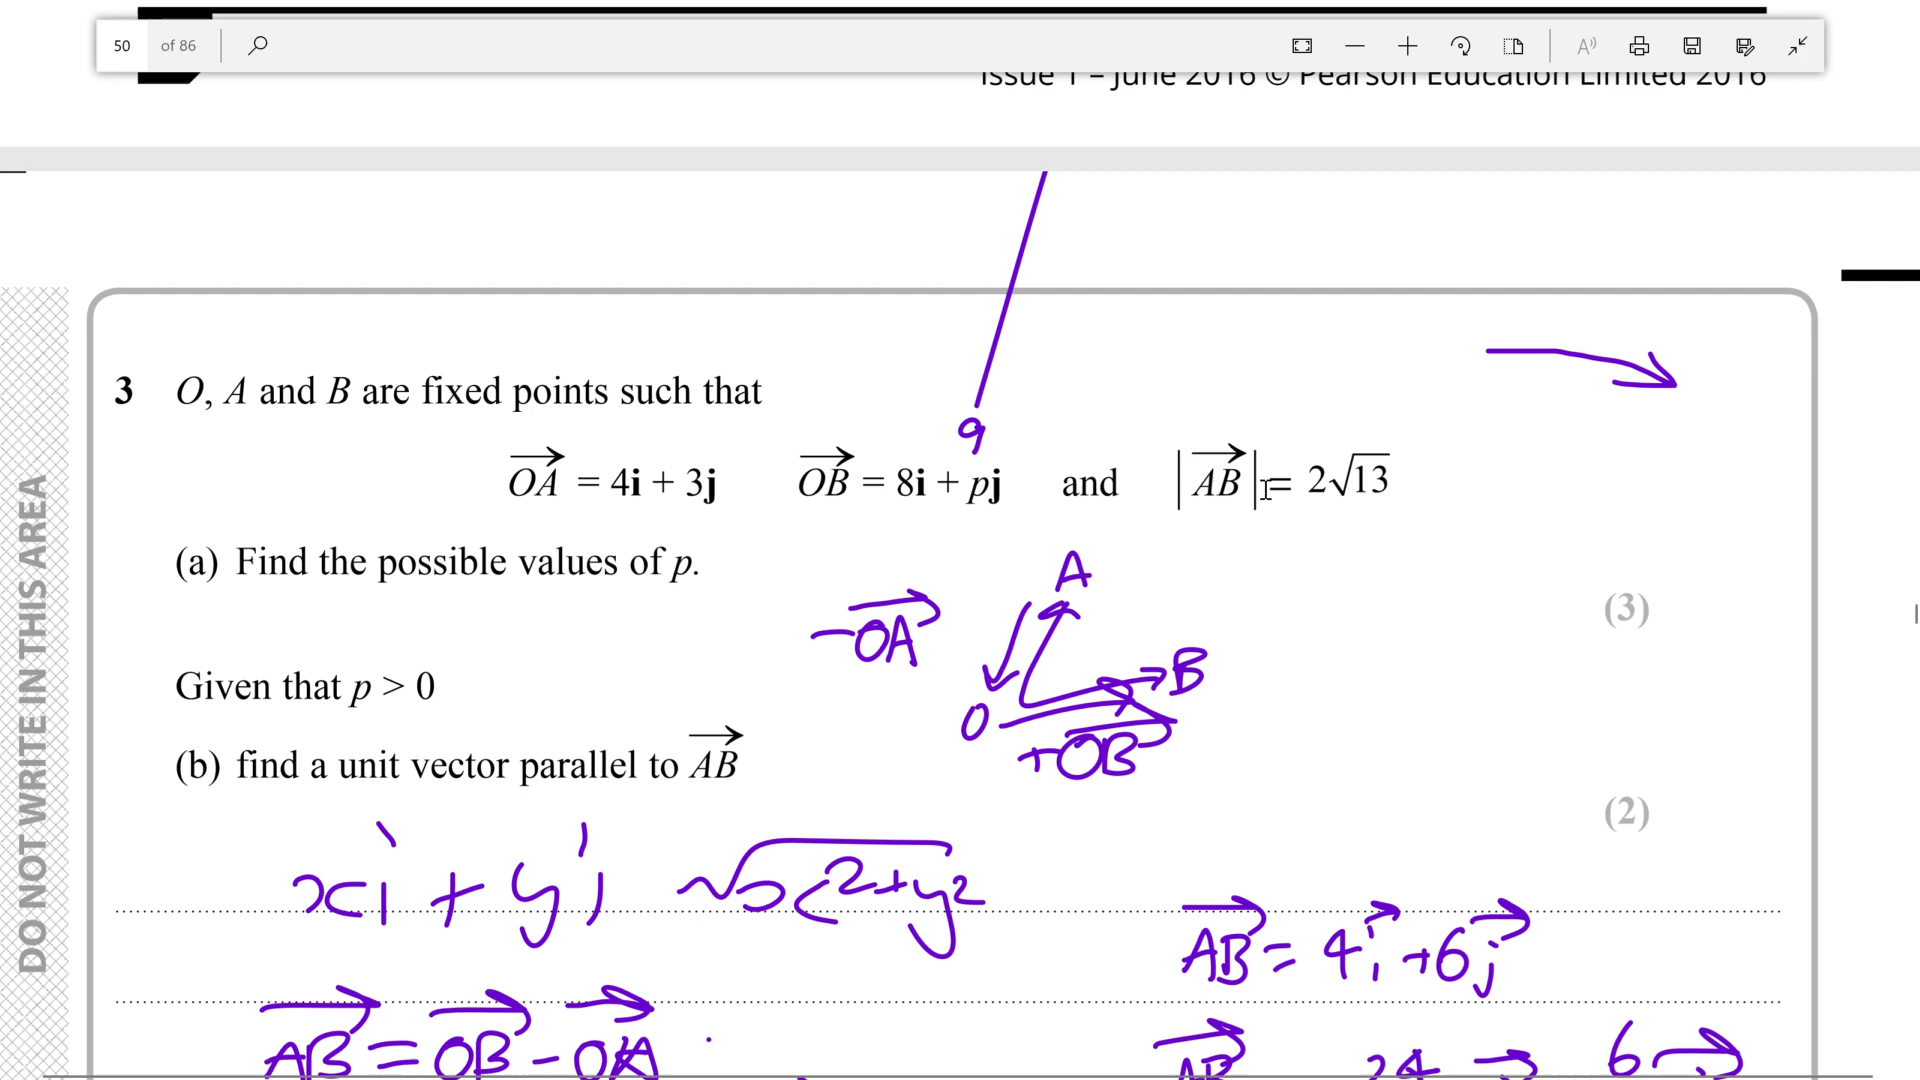 50 of 86
Issue 1 – June 2016 © Pearson Education Limited 2016
DO NOT WRITE IN THIS AREA
3 O, A and B are fixed points such that
9
OA = 4i + 3j OB = 8i + pj and |AB| = 2√13
(a) Find the possible values of p.
A
(3)
-OA
B
Given that p > 0
O
+OB
(b) find a unit vector parallel to AB
(2)
xi + yj √x²+y²
AB = 4i + 6j
AB = OB - OA
6